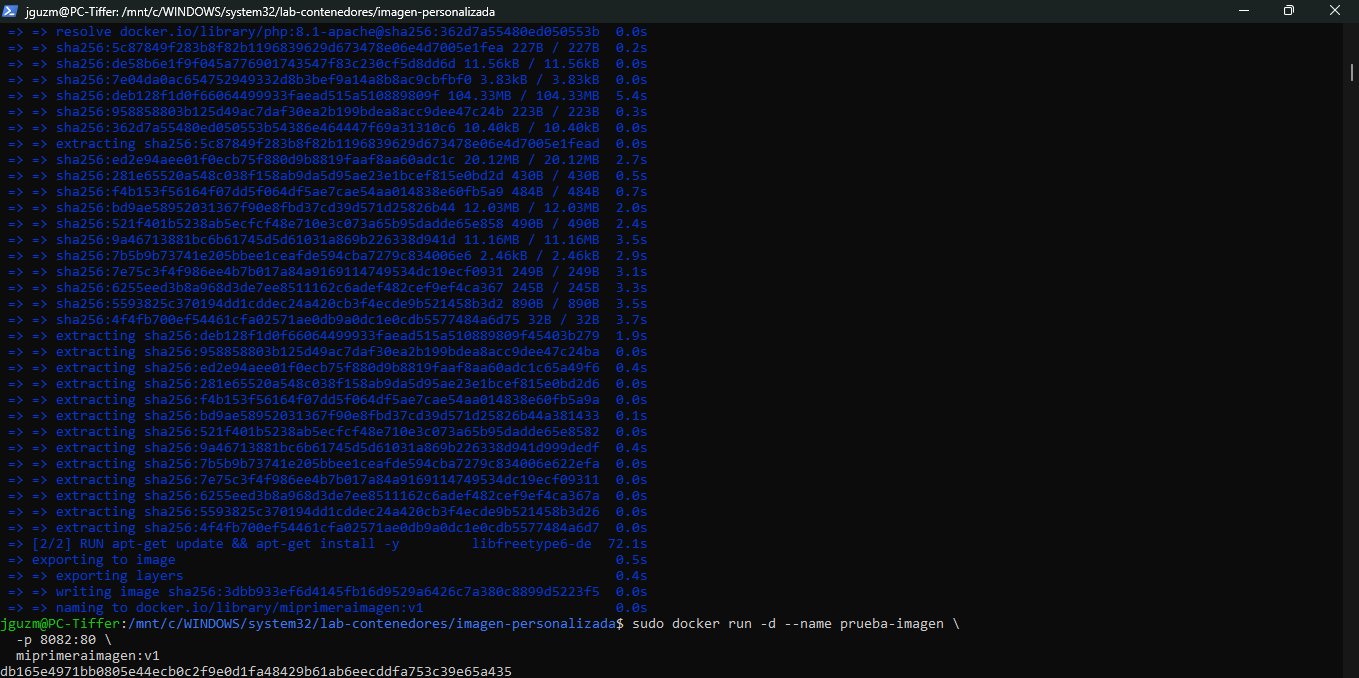 jguzm@PC-Tiffer: /mnt/c/WINDOWS/system32/lab-contenedores/imagen-personalizada
=> => resolve docker.io/library/php:8.1-apache@sha256:362d7a55480ed050553b 0.0s
=> => sha256:5c87849f283b8f82b1196839629d673478e06e4d7005e1fea 227B / 227B 0.2s
=> => sha256:de58b6e1f9f045a776901743547f83c230cf5d8dd6d 11.56kB / 11.56kB 0.0s
=> => sha256:7e04da0ac654752949332d8b3bef9a14a8b8ac9cbfbf0 3.83kB / 3.83kB 0.0s
=> => sha256:deb128f1d0f66064499933faead515a510889809f 104.33MB / 104.33MB 5.4s
=> => sha256:958858803b125d49ac7daf30ea2b199bdea8acc9dee47c24b 223B / 223B 0.3s
=> => sha256:362d7a55480ed050553b54386e464447f69a31310c6 10.40kB / 10.40kB 0.0s
=> => extracting sha256:5c87849f283b8f82b1196839629d673478e06e4d7005e1fead 0.0s
=> => sha256:ed2e94aee01f0ecb75f880d9b8819faaf8aa60adc1c 20.12MB / 20.12MB 2.7s
=> => sha256:281e65520a548c038f158ab9da5d95ae23e1bcef815e0bd2d 430B / 430B 0.5s
=> => sha256:f4b153f56164f07dd5f064df5ae7cae54aa014838e60fb5a9 484B / 484B 0.7s
=> => sha256:bd9ae58952031367f90e8fbd37cd39d571d25826b44 12.03MB / 12.03MB 2.0s
=> => sha256:521f401b5238ab5ecfcf48e710e3c073a65b95dadde65e858 490B / 490B 2.4s
=> => sha256:9a46713881bc6b61745d5d61031a869b226338d941d 11.16MB / 11.16MB 3.5s
=> => sha256:7b5b9b73741e205bbee1ceafde594cba7279c834006e6 2.46kB / 2.46kB 2.9s
=> => sha256:7e75c3f4f986ee4b7b017a84a9169114749534dc19ecf0931 249B / 249B 3.1s
=> => sha256:6255eed3b8a968d3de7ee8511162c6adef482cef9ef4ca367 245B / 245B 3.3s
=> => sha256:5593825c370194dd1cddec24a420cb3f4ecde9b521458b3d2 890B / 890B 3.5s
=> => sha256:4f4fb700ef54461cfa02571ae0db9a0dc1e0cdb5577484a6d75 32B / 32B 3.7s
=> => extracting sha256:deb128f1d0f66064499933faead515a510889809f45403b279 1.9s
=> => extracting sha256:958858803b125d49ac7daf30ea2b199bdea8acc9dee47c24ba 0.0s
=> => extracting sha256:ed2e94aee01f0ecb75f880d9b8819faaf8aa60adc1c65a49f6 0.4s
=> => extracting sha256:281e65520a548c038f158ab9da5d95ae23e1bcef815e0bd2d6 0.0s
=> => extracting sha256:f4b153f56164f07dd5f064df5ae7cae54aa014838e60fb5a9a 0.0s
=> => extracting sha256:bd9ae58952031367f90e8fbd37cd39d571d25826b44a381433 0.1s
=> => extracting sha256:521f401b5238ab5ecfcf48e710e3c073a65b95dadde65e8582 0.0s
=> => extracting sha256:9a46713881bc6b61745d5d61031a869b226338d941d999dedf 0.4s
=> => extracting sha256:7b5b9b73741e205bbee1ceafde594cba7279c834006e622efa 0.0s
=> => extracting sha256:7e75c3f4f986ee4b7b017a84a9169114749534dc19ecf09311 0.0s
=> => extracting sha256:6255eed3b8a968d3de7ee8511162c6adef482cef9ef4ca367a 0.0s
=> => extracting sha256:5593825c370194dd1cddec24a420cb3f4ecde9b521458b3d26 0.0s
=> => extracting sha256:4f4fb700ef54461cfa02571ae0db9a0dc1e0cdb5577484a6d7 0.0s
=> [2/2] RUN apt-get update && apt-get install -y libfreetype6-de 72.1s
=> exporting to image 0.5s
=> => exporting layers 0.4s
=> => writing image sha256:3dbb933ef6d4145fb16d9529a6426c7a380c8899d5223f5 0.0s
=> => naming to docker.io/library/miprimeraimagen:v1 0.0s
jguzm@PC-Tiffer:/mnt/c/WINDOWS/system32/lab-contenedores/imagen-personalizada$ sudo docker run -d --name prueba-imagen \
-p 8082:80 \
miprimeraimagen:v1
db165e4971bb0805e44ecb0c2f9e0d1fa48429b61ab6eecddfa753c39e65a435